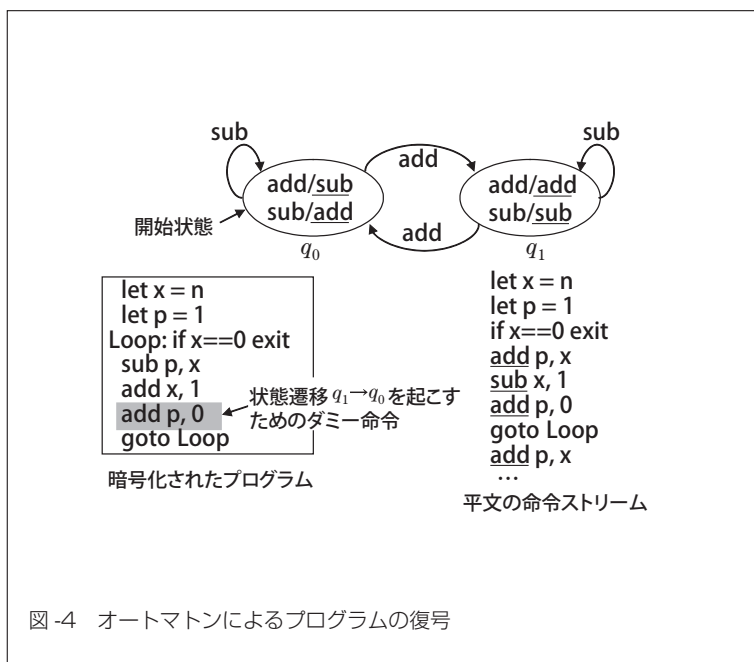 sub
sub
add
add/sub
sub/add
add/add
sub/sub
開始状態
add
q0
q1
let x = n
let p = 1
Loop: if x==0 exit
sub p, x
add x, 1
add p, 0
goto Loop
状態遷移 q1→q0 を起こす
ためのダミー命令
暗号化されたプログラム
let x = n
let p = 1
if x==0 exit
add p, x
sub x, 1
add p, 0
goto Loop
add p, x
…
平文の命令ストリーム
図-4 オートマトンによるプログラムの復号